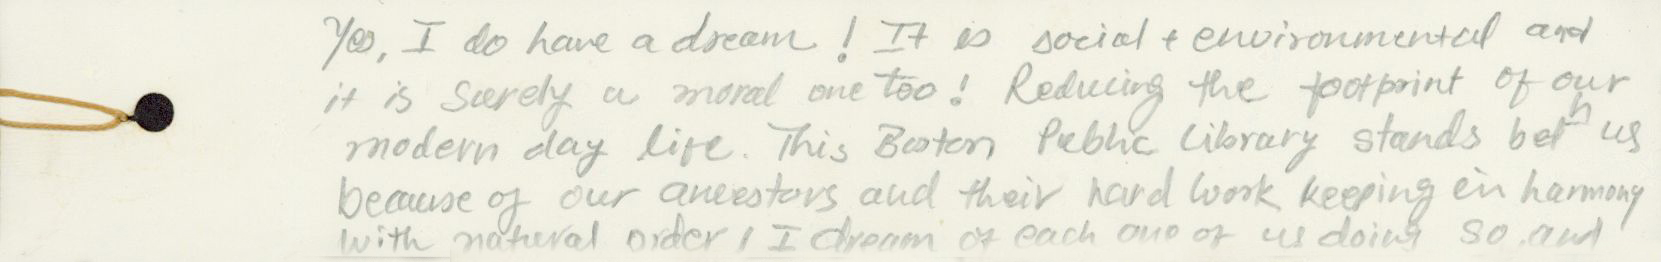 Yes, I do have a dream! It is social + environmental and
it is surely a moral one too! Reducing the footprint of our
modern day life. This Boston Public Library stands betⁿ us
because of our ancestors and their hard work keeping in harmony
with natural order! I dream of each one of us doing so and